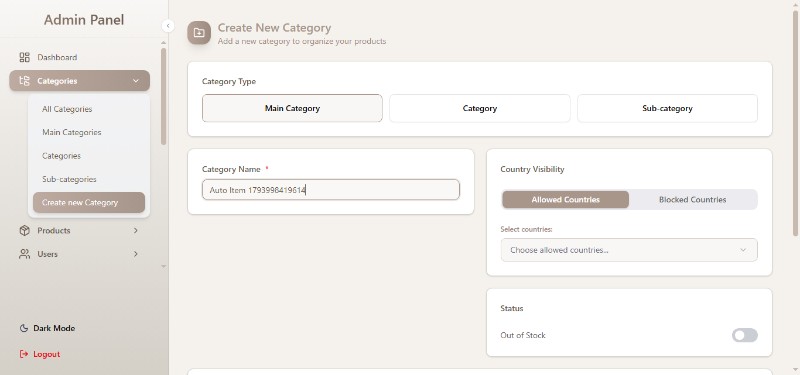 Admin Panel
Dashboard
Categories
All Categories
Main Categories
Categories
Sub-categories
Create new Category
Products
Users
Dark Mode
Logout
Create New Category
Add a new category to organize your products
Category Type
Main Category
Category
Sub-category
Category Name *
Auto Item 1793998419614
Country Visibility
Allowed Countries
Blocked Countries
Select countries:
Choose allowed countries...
Status
Out of Stock